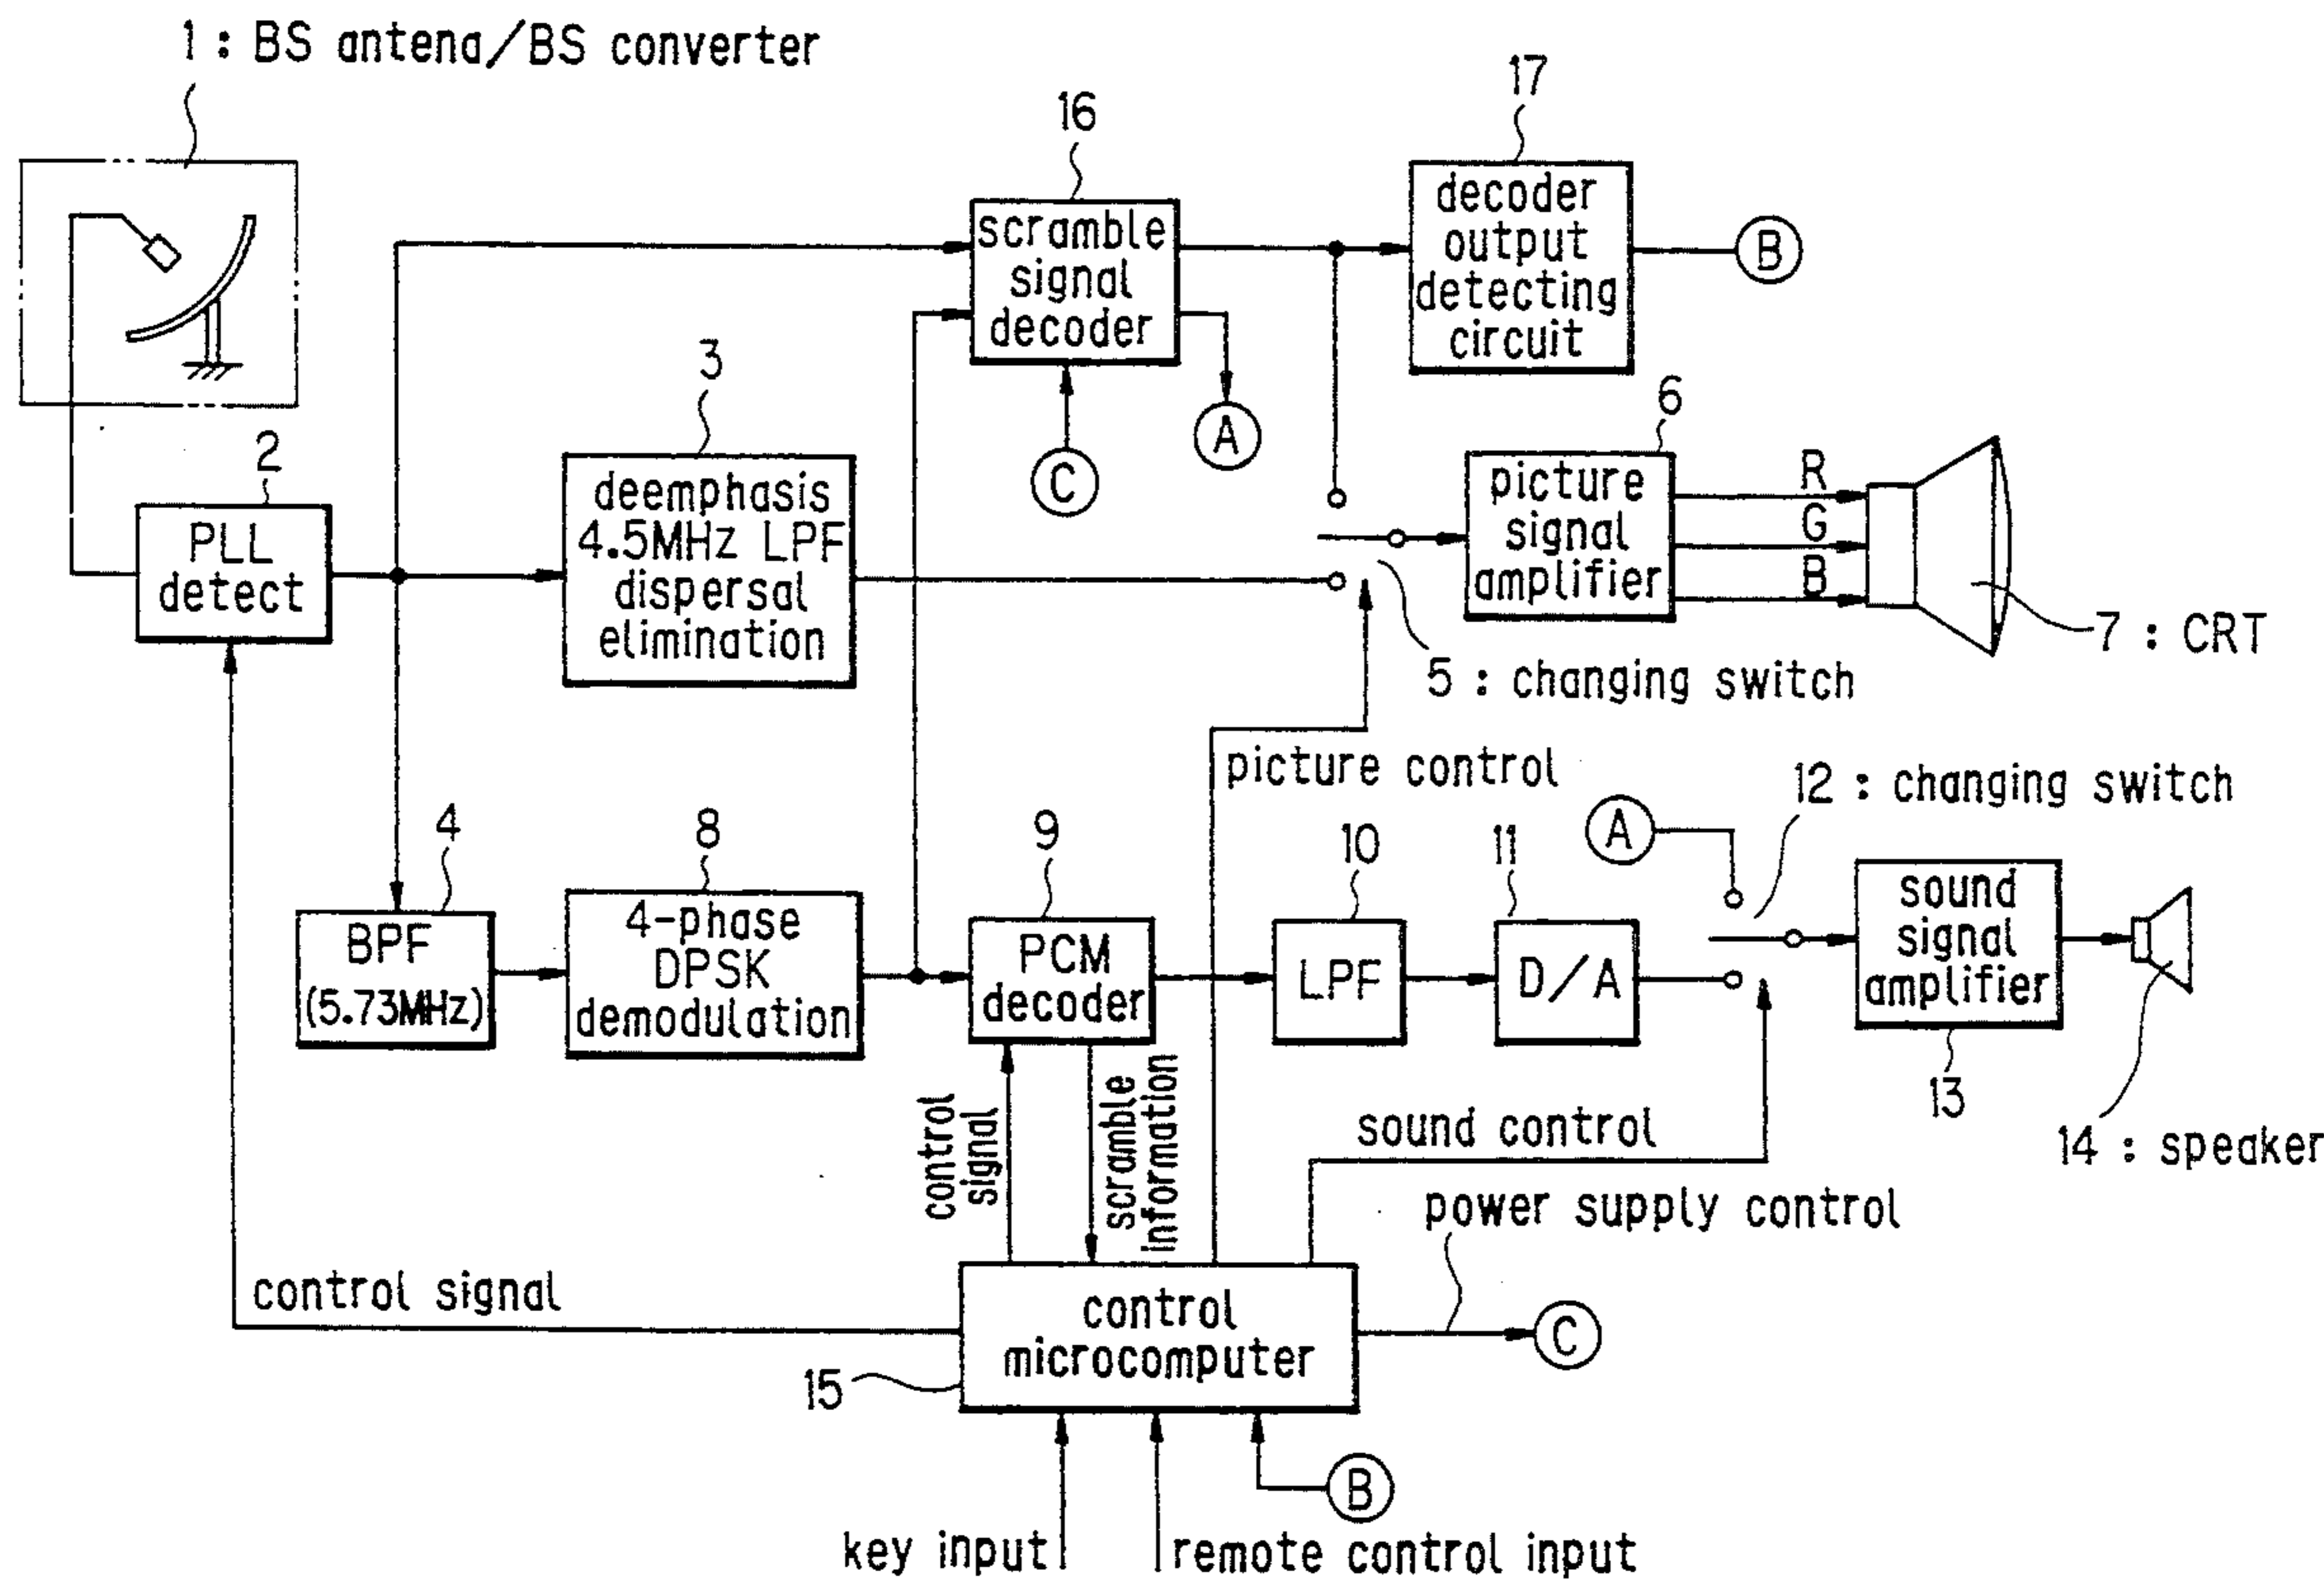 1 : BS antena/BS converter
17
16
decoder
output
detecting
circuit
B
scramble
signal
decoder
3
A
C
6
2
deemphasis
4.5MHz LPF
dispersal
elimination
picture
signal
amplifier
R
G
B
PLL
detect
7 : CRT
5 : changing switch
picture control
12 : changing switch
A
4
8
9
10
11
BPF
(5.73MHz)
4-phase
DPSK
demodulation
PCM
decoder
LPF
D/A
sound
signal
amplifier
13
14 : speaker
control
signal
scramble
information
sound control
power supply control
control signal
control
microcomputer
C
15
B
key input
remote control input